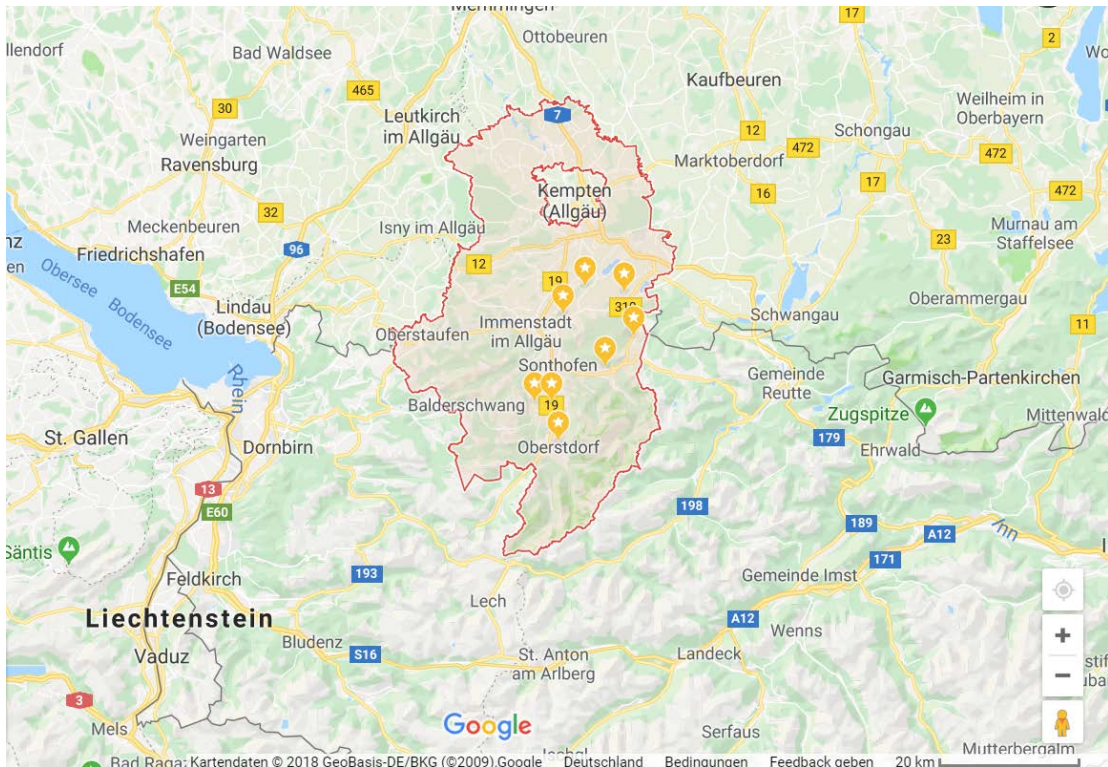 Memmingen
17
llendorf
Bad Waldsee
Ottobeuren
2
Kaufbeuren
465
Leutkirch
im Allgäu
7
30
Weilheim in
Oberbayern
Weingarten
Ravensburg
12
Schongau
472
472
Marktoberdorf
Kempten
(Allgäu)
16
17
472
32
Meckenbeuren
Isny im Allgäu
Murnau am
Staffelsee
23
Friedrichshafen
96
12
Obersee Bodensee
E54
19
Lindau
(Bodensee)
Oberammergau
Schwangau
11
Oberstaufen
Immenstadt
im Allgäu
Sonthofen
Rhein
Gemeinde
Reutte
Garmisch-Partenkirchen
Balderschwang
19
Zugspitze
Mittenwald
St. Gallen
Dornbirn
Oberstdorf
179
Ehrwald
13
E60
198
189
A12
Inn
Säntis
171
193
Feldkirch
Gemeinde Imst
Lech
Liechtenstein
A12
Wenns
Bludenz
Vaduz
S16
St. Anton
am Arlberg
Landeck
3
Mels
Google
Serfaus
Mutterbergalm
Kartendaten © 2018 GeoBasis-DE/BKG (©2009),Google Deutschland Bedingungen Feedback geben 20 km